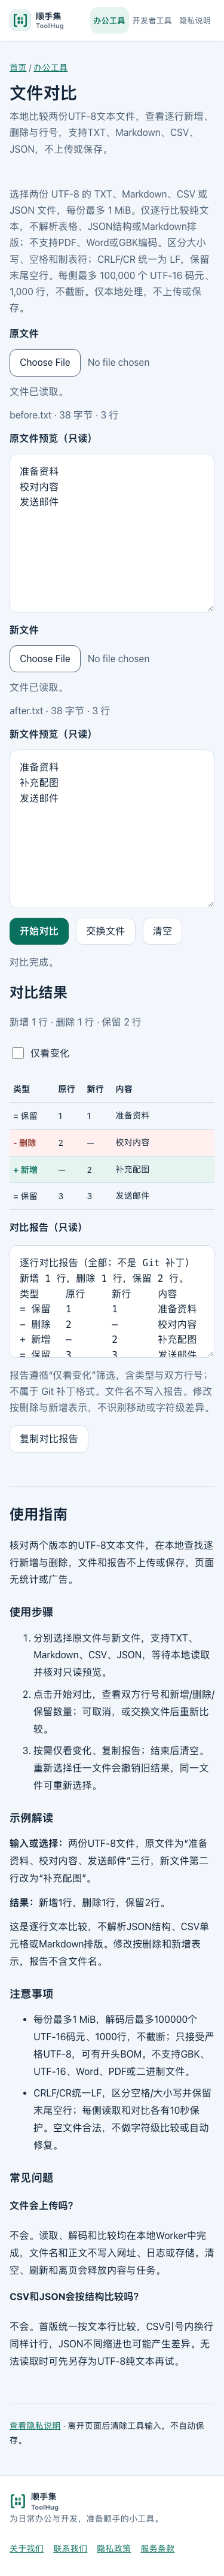 顺手集
ToolHug
办公工具 开发者工具 隐私说明
首页 / 办公工具
文件对比
本地比较两份UTF-8文本文件，查看逐行新增、
删除与行号，支持TXT、Markdown、CSV、
JSON，不上传或保存。
选择两份 UTF-8 的 TXT、Markdown、CSV 或
JSON 文件，每份最多 1 MiB。仅逐行比较纯文
本，不解析表格、JSON结构或Markdown排
版；不支持PDF、Word或GBK编码。区分大小
写、空格和制表符；CRLF/CR 统一为 LF，保留
末尾空行。每侧最多 100,000 个 UTF-16 码元、
1,000 行，不截断。仅本地处理，不上传或保
存。
原文件
Choose File No file chosen
文件已读取。
before.txt · 38 字节 · 3 行
原文件预览（只读）
准备资料
校对内容
发送邮件
新文件
Choose File No file chosen
文件已读取。
after.txt · 38 字节 · 3 行
新文件预览（只读）
准备资料
补充配图
发送邮件
开始对比 交换文件 清空
对比完成。
对比结果
新增 1 行 · 删除 1 行 · 保留 2 行
仅看变化
类型 原行 新行 内容
= 保留 1 1 准备资料
- 删除 2 — 校对内容
+ 新增 — 2 补充配图
= 保留 3 3 发送邮件
对比报告（只读）
逐行对比报告（全部；不是 Git 补丁）
新增 1 行，删除 1 行，保留 2 行。
类型 原行 新行 内容
= 保留 1 1 准备资料
- 删除 2 — 校对内容
+ 新增 — 2 补充配图
= 保留 3 3 发送邮件
报告遵循“仅看变化”筛选，含类型与双方行号；
不属于 Git 补丁格式。文件名不写入报告。修改
按删除与新增表示，不识别移动或字符级差异。
复制对比报告
使用指南
核对两个版本的UTF-8文本文件，在本地查找逐
行新增与删除，文件和报告不上传或保存，页面
无统计或广告。
使用步骤
1. 分别选择原文件与新文件，支持TXT、
Markdown、CSV、JSON，等待本地读取
并核对只读预览。
2. 点击开始对比，查看双方行号和新增/删除/
保留数量；可取消，或交换文件后重新比
较。
3. 按需仅看变化、复制报告；结束后清空。
重新选择任一文件会撤销旧结果，同一文
件可重新选择。
示例解读
输入或选择：两份UTF-8文件，原文件为“准备
资料、校对内容、发送邮件”三行，新文件第二
行改为“补充配图”。
结果：新增1行，删除1行，保留2行。
这是逐行文本比较，不解析JSON结构、CSV单
元格或Markdown排版。修改按删除和新增表
示，报告不含文件名。
注意事项
• 每份最多1 MiB，解码后最多100000个
UTF-16码元、1000行，不截断；只接受严
格UTF-8，可有开头BOM。不支持GBK、
UTF-16、Word、PDF或二进制文件。
• CRLF/CR统一LF，区分空格/大小写并保留
末尾空行；每侧读取和对比各有10秒保
护。空文件合法，不做字符级比较或自动
修复。
常见问题
文件会上传吗？
不会。读取、解码和比较均在本地Worker中完
成，文件名和正文不写入网址、日志或存储。清
空、刷新和离页会释放内容与任务。
CSV和JSON会按结构比较吗？
不会。首版统一按文本行比较，CSV引号内换行
同样计行，JSON不同缩进也可能产生差异。无
法读取时可先另存为UTF-8纯文本再试。
查看隐私说明 · 离开页面后清除工具输入，不自动保
存。
顺手集
ToolHug
为日常办公与开发，准备顺手的小工具。
关于我们 联系我们 隐私政策 服务条款